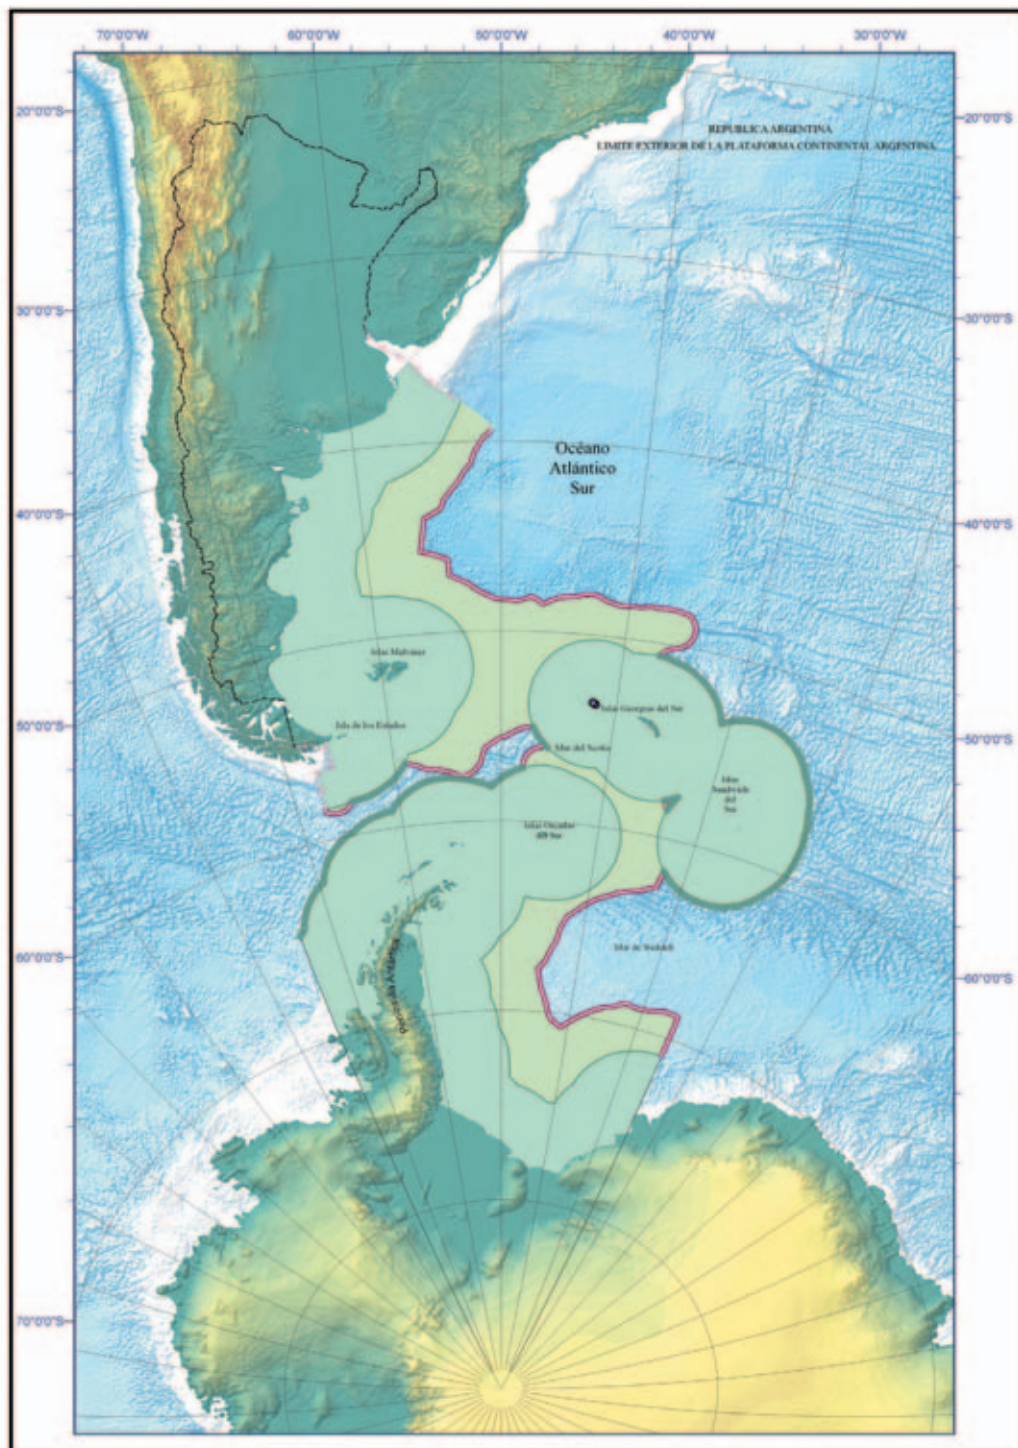 70°0'0"W 60°0'0"W 50°0'0"W 40°0'0"W 30°0'0"W
20°0'0"S 20°0'0"S
REPUBLICA ARGENTINA
LIMITE EXTERIOR DE LA PLATAFORMA CONTINENTAL ARGENTINA
30°0'0"S 30°0'0"S
Océano
Atlántico
Sur
40°0'0"S 40°0'0"S
Islas Malvinas
Islas Georgias del Sur
Isla de los Estados
50°0'0"S 50°0'0"S
Mar del Scotia
Islas
Sandwich
del
Sur
Islas Orcadas
del Sur
Mar de Weddell
60°0'0"S 60°0'0"S
70°0'0"S